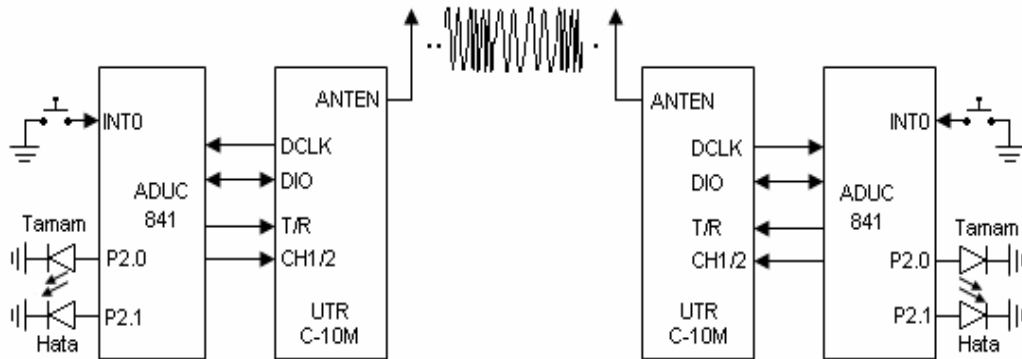 ANTEN
INT0
DCLK
DIO
ADUC
841
T/R
Tamam
P2.0
CH1/2
P2.1
UTR
C-10M
Hata
ANTEN
INT0
DCLK
DIO
ADUC
841
T/R
Tamam
CH1/2
P2.0
UTR
C-10M
P2.1
Hata